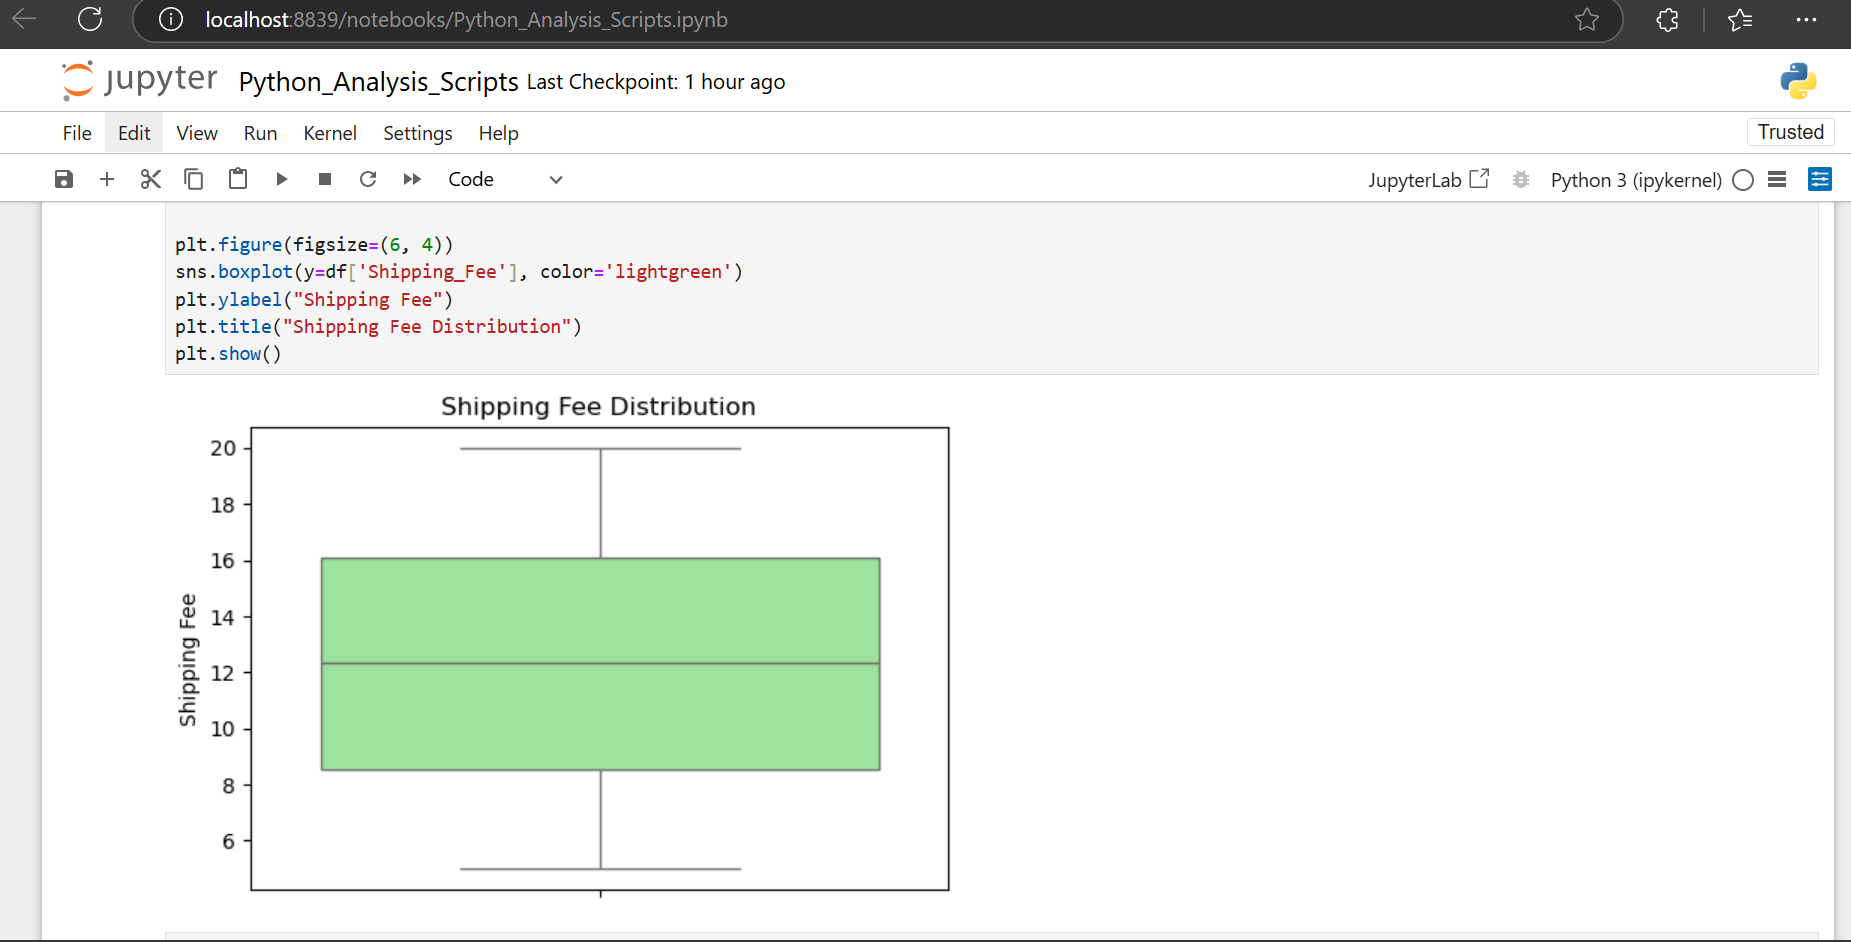 localhost:8839/notebooks/Python_Analysis_Scripts.ipynb
jupyter Python_Analysis_Scripts Last Checkpoint: 1 hour ago
File Edit View Run Kernel Settings Help Trusted
Code JupyterLab Python 3 (ipykernel)
plt.figure(figsize=(6, 4))
sns.boxplot(y=df['Shipping_Fee'], color='lightgreen')
plt.ylabel("Shipping Fee")
plt.title("Shipping Fee Distribution")
plt.show()
Shipping Fee Distribution
20
18
16
14
12
10
8
6
Shipping Fee